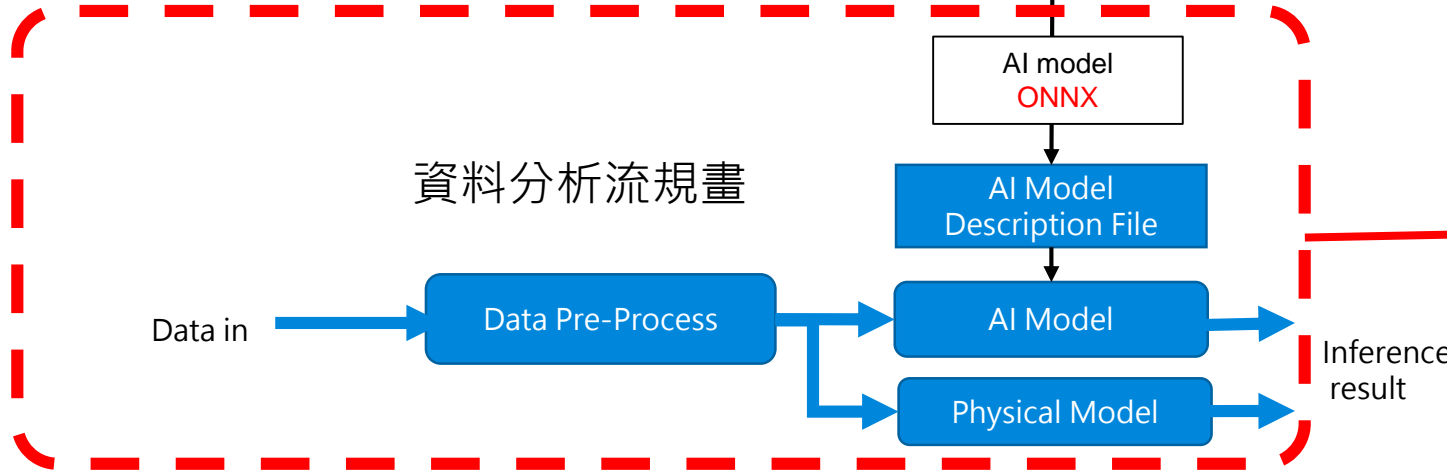 AI model
ONNX
資料分析流規畫
AI Model
Description File
Data in
Data Pre-Process
AI Model
Inference
result
Physical Model